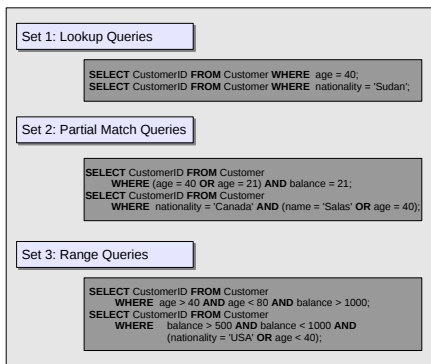 Set 1: Lookup Queries
SELECT CustomerID FROM Customer WHERE age = 40;
SELECT CustomerID FROM Customer WHERE nationality = 'Sudan';
Set 2: Partial Match Queries
SELECT CustomerID FROM Customer
WHERE (age = 40 OR age = 21) AND balance = 21;
SELECT CustomerID FROM Customer
WHERE nationality = 'Canada' AND (name = 'Salas' OR age = 40);
Set 3: Range Queries
SELECT CustomerID FROM Customer
WHERE age > 40 AND age < 80 AND balance > 1000;
SELECT CustomerID FROM Customer
WHERE balance > 500 AND balance < 1000 AND
(nationality = 'USA' OR age < 40);